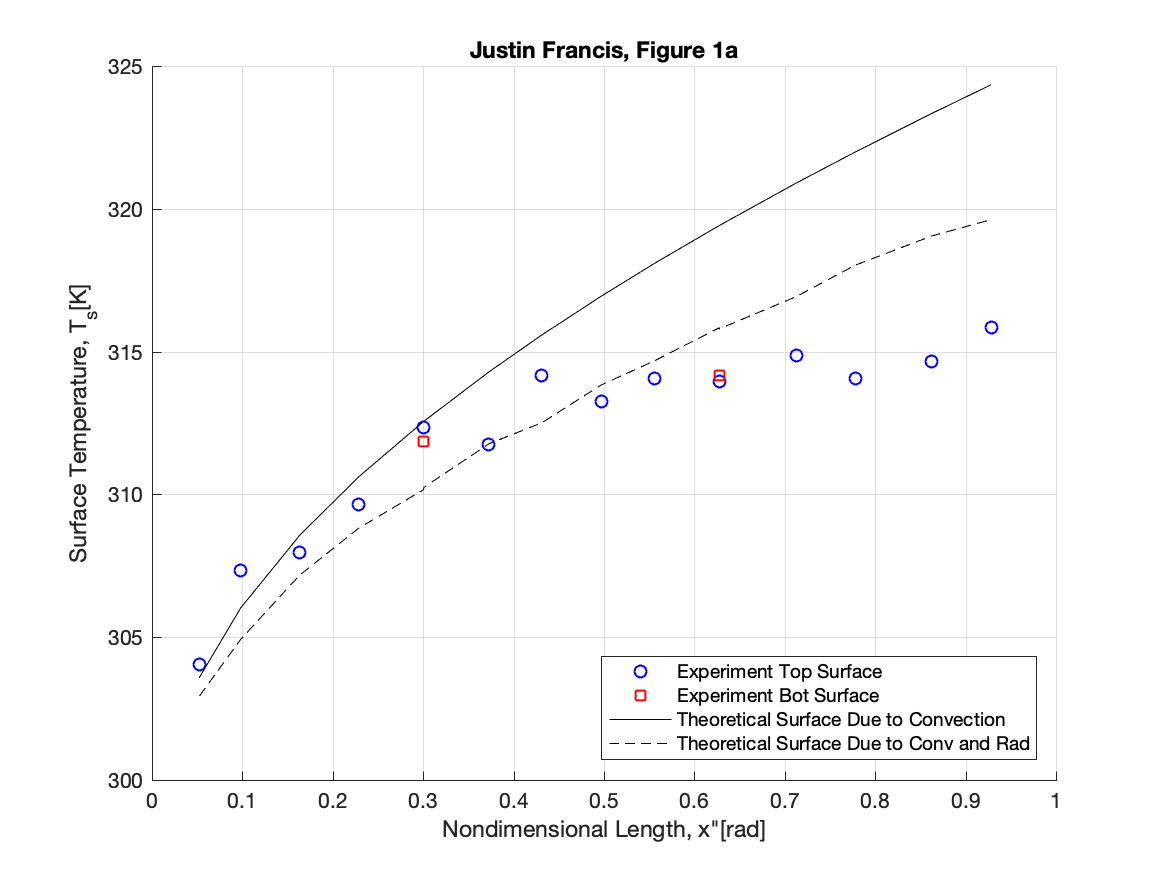 Justin Francis, Figure 1a
325
320
315
310
305
300
Surface Temperature, Ts[K]
Experiment Top Surface
Experiment Bot Surface
Theoretical Surface Due to Convection
Theoretical Surface Due to Conv and Rad
0 0.1 0.2 0.3 0.4 0.5 0.6 0.7 0.8 0.9 1
Nondimensional Length, x"[rad]